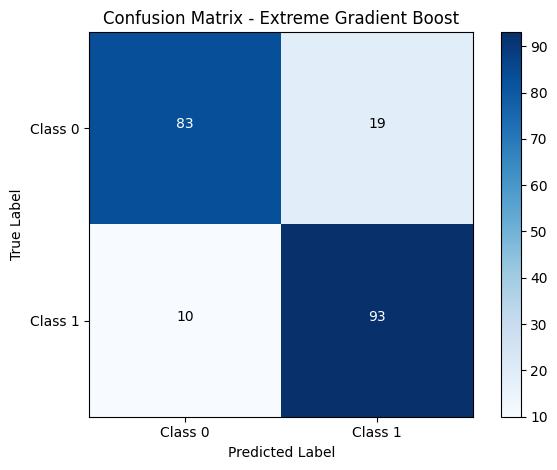 Confusion Matrix - Extreme Gradient Boost
Class 0
83
19
Class 1
10
93
Class 0
Class 1
True Label
Predicted Label
90
80
70
60
50
40
30
20
10